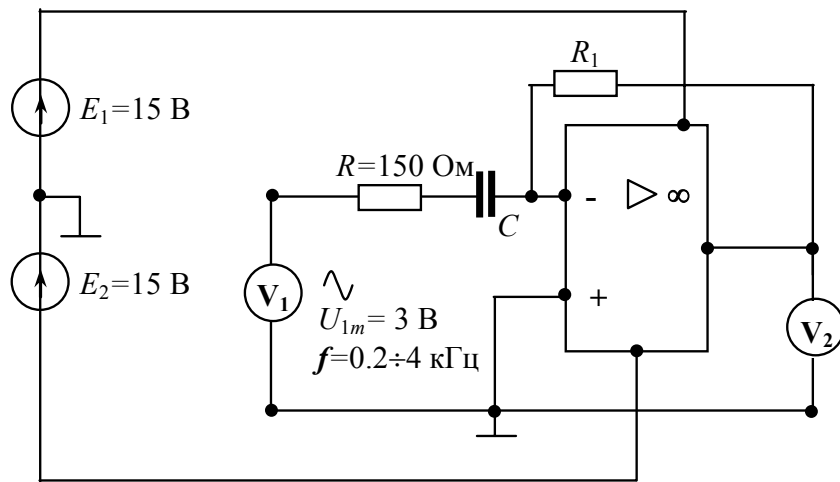 R₁
E₁=15 В
R=150 Ом
- ▷ ∞
C
E₂=15 В
V₁
+
U₁ₘ= 3 В
V₂
f=0.2÷4 кГц